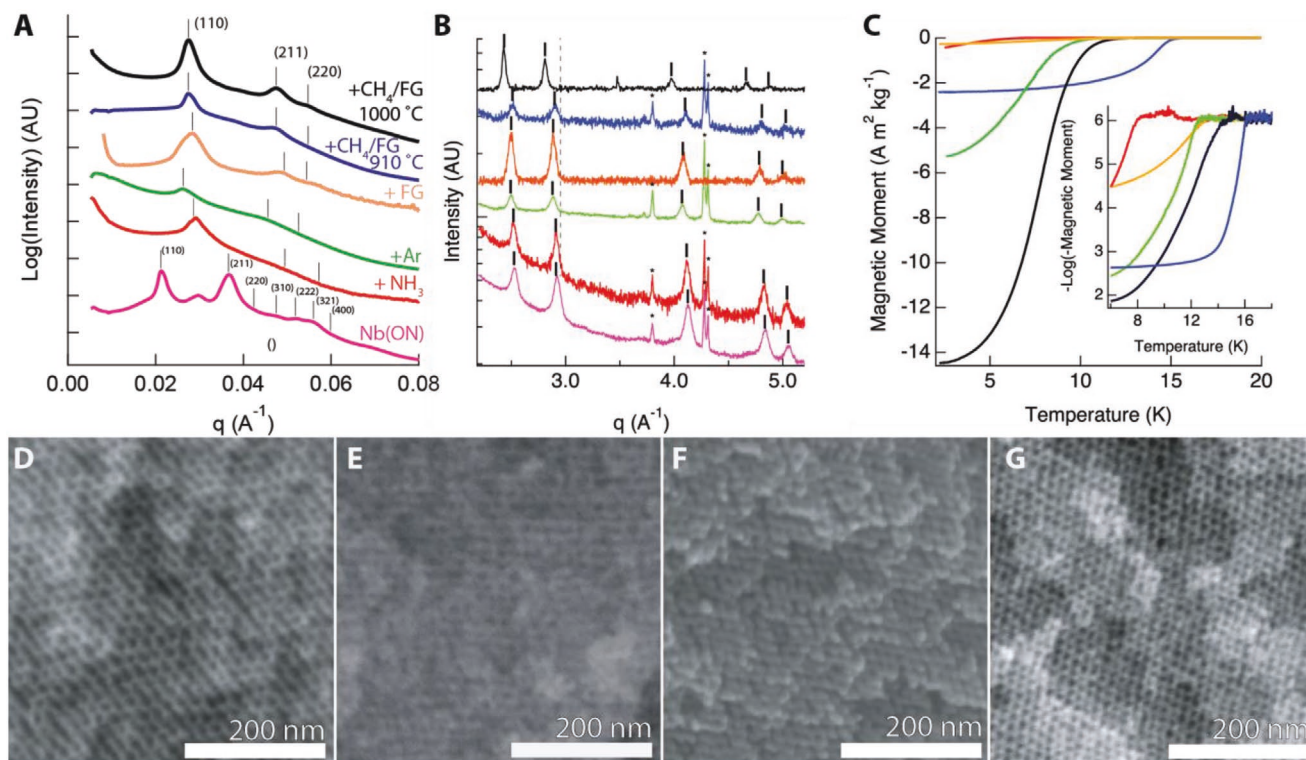 A
Log(Intensity) (AU)
(110)
(211)
(220)
+CH4/FG
1000 °C
+CH4/FG
910 °C
+ FG
+Ar
+ NH3
(110)
(211)
(220)
(310)
(222)
(321)
(400)
Nb(ON)
()
0.00 0.02 0.04 0.06 0.08
q (A-1)
B
Intensity (AU)
* * * * * * * * * * * *
3.0 4.0 5.0
q (A-1)
C
Magnetic Moment (A m2 kg-1)
0
-2
-4
-6
-8
-10
-12
-14
5 10 15 20
Temperature (K)
-Log(-Magnetic Moment)
6
5
4
3
2
8 12 16
Temperature (K)
D
200 nm
E
200 nm
F
200 nm
G
200 nm